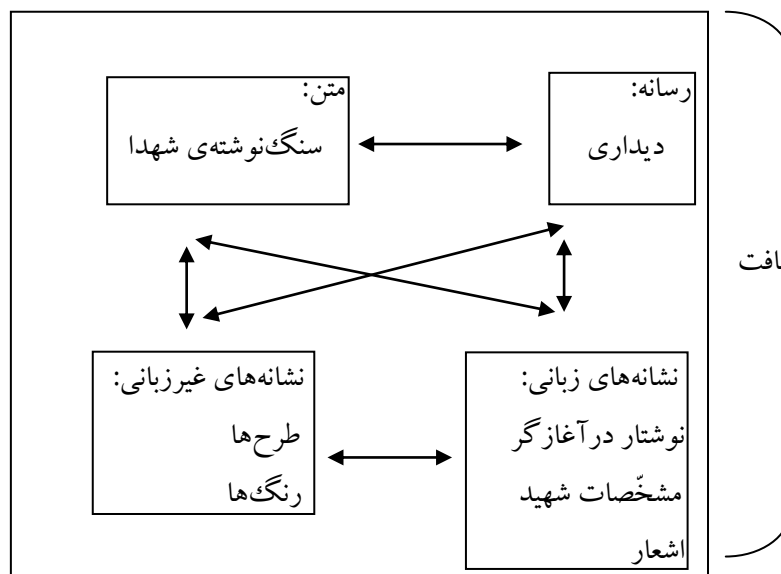 رسانه:
دیداری
متن:
سنگ‌نوشته‌ی شهدا
نشانه‌های زبانی:
نوشتار درآغازگر
مشخّصات شهید
اشعار
نشانه‌های غیرزبانی:
طرح‌ها
رنگ‌ها